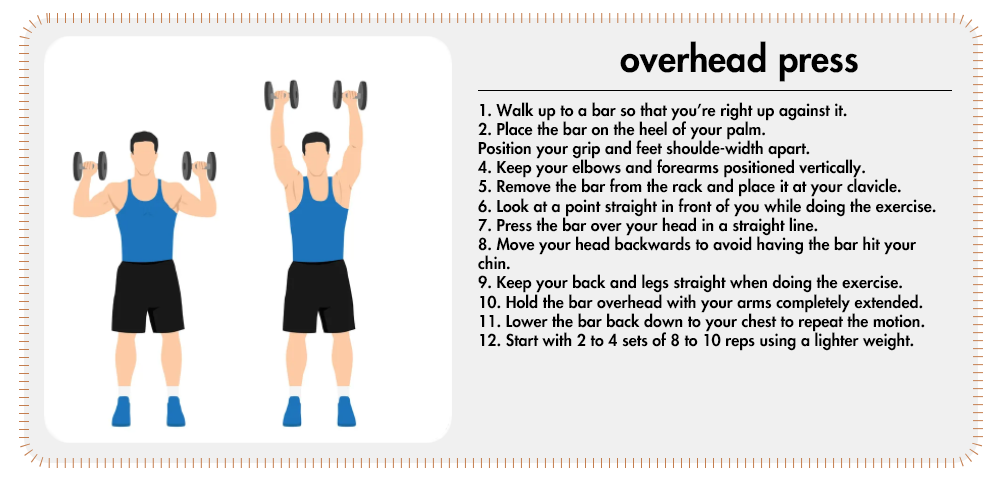 overhead press
1. Walk up to a bar so that you're right up against it.
2. Place the bar on the heel of your palm.
Position your grip and feet shoulde-width apart.
4. Keep your elbows and forearms positioned vertically.
5. Remove the bar from the rack and place it at your clavicle.
6. Look at a point straight in front of you while doing the exercise.
7. Press the bar over your head in a straight line.
8. Move your head backwards to avoid having the bar hit your
chin.
9. Keep your back and legs straight when doing the exercise.
10. Hold the bar overhead with your arms completely extended.
11. Lower the bar back down to your chest to repeat the motion.
12. Start with 2 to 4 sets of 8 to 10 reps using a lighter weight.